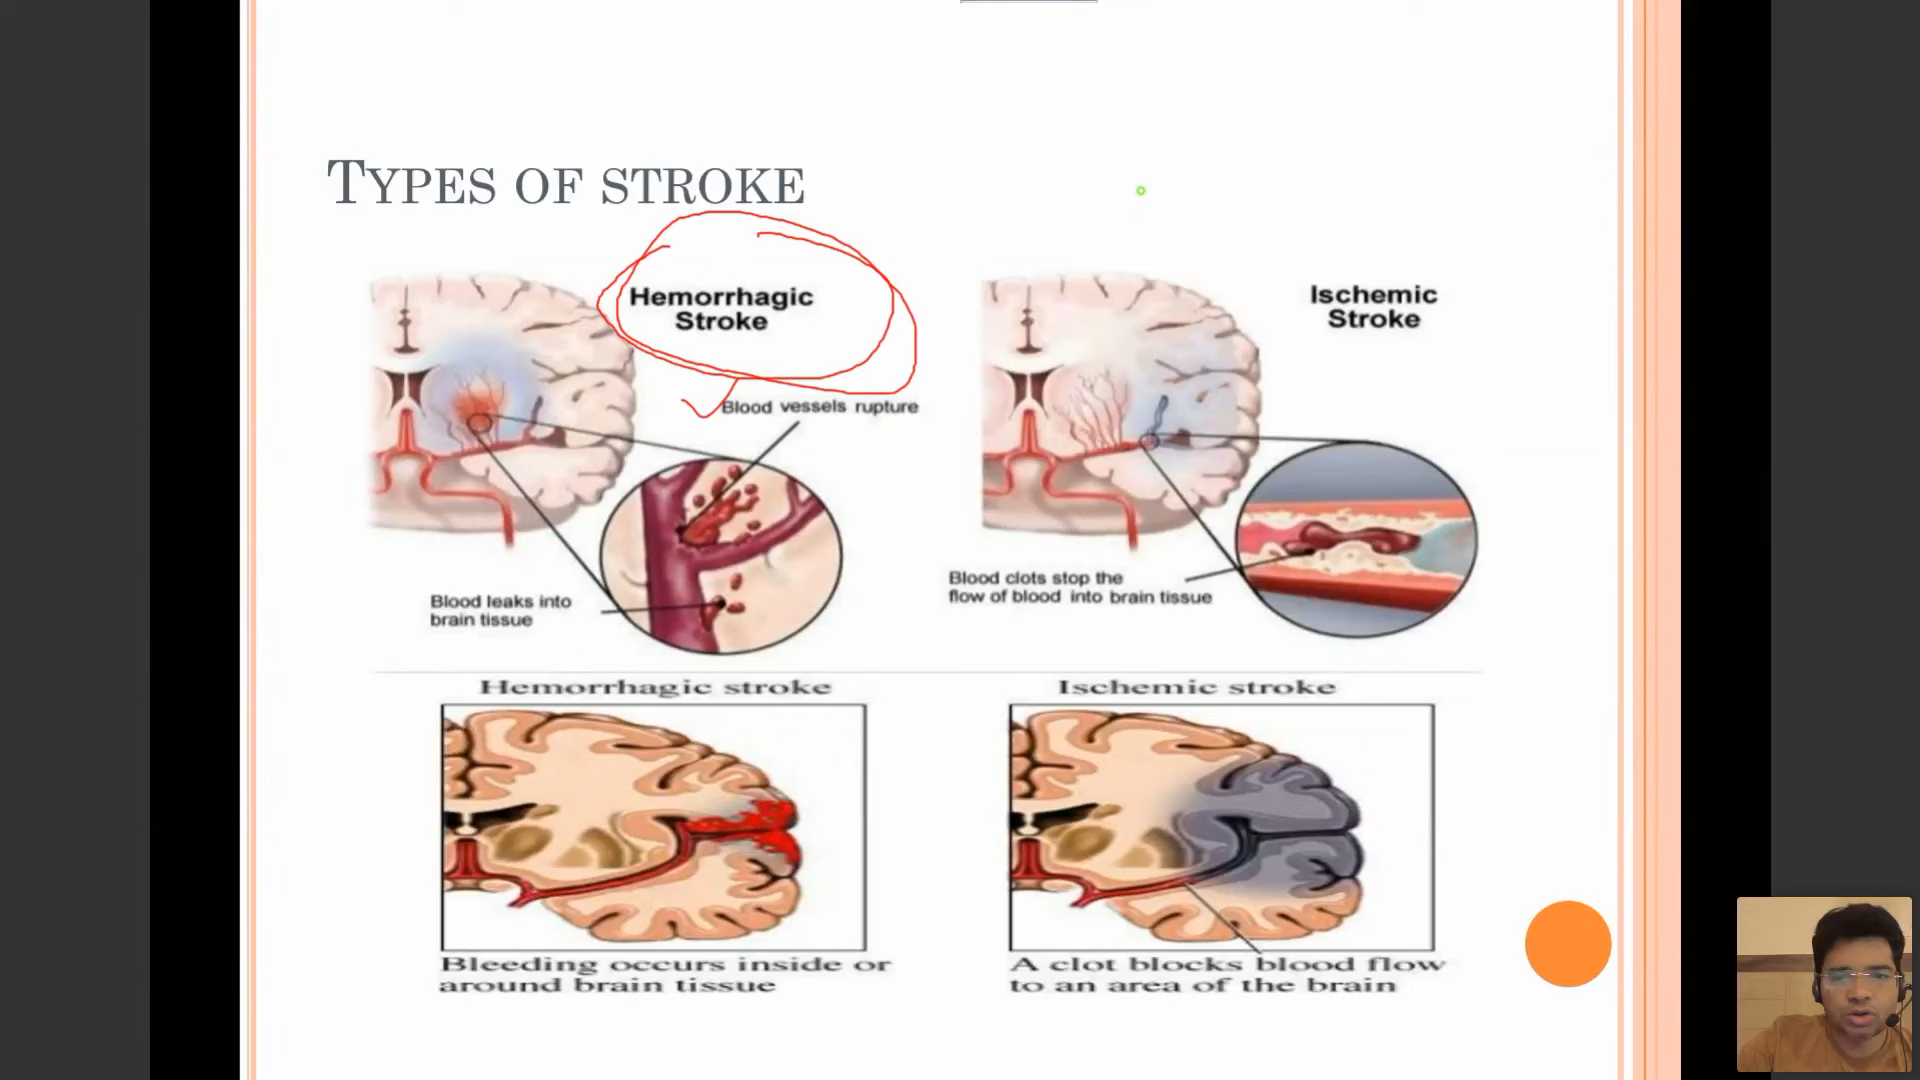 TYPES OF STROKE
Hemorrhagic
Stroke
Blood vessels rupture
Blood leaks into
brain tissue
Ischemic
Stroke
Blood clots stop the
flow of blood into brain tissue
Hemorrhagic stroke
Bleeding occurs inside or
around brain tissue
Ischemic stroke
A clot blocks blood flow
to an area of the brain